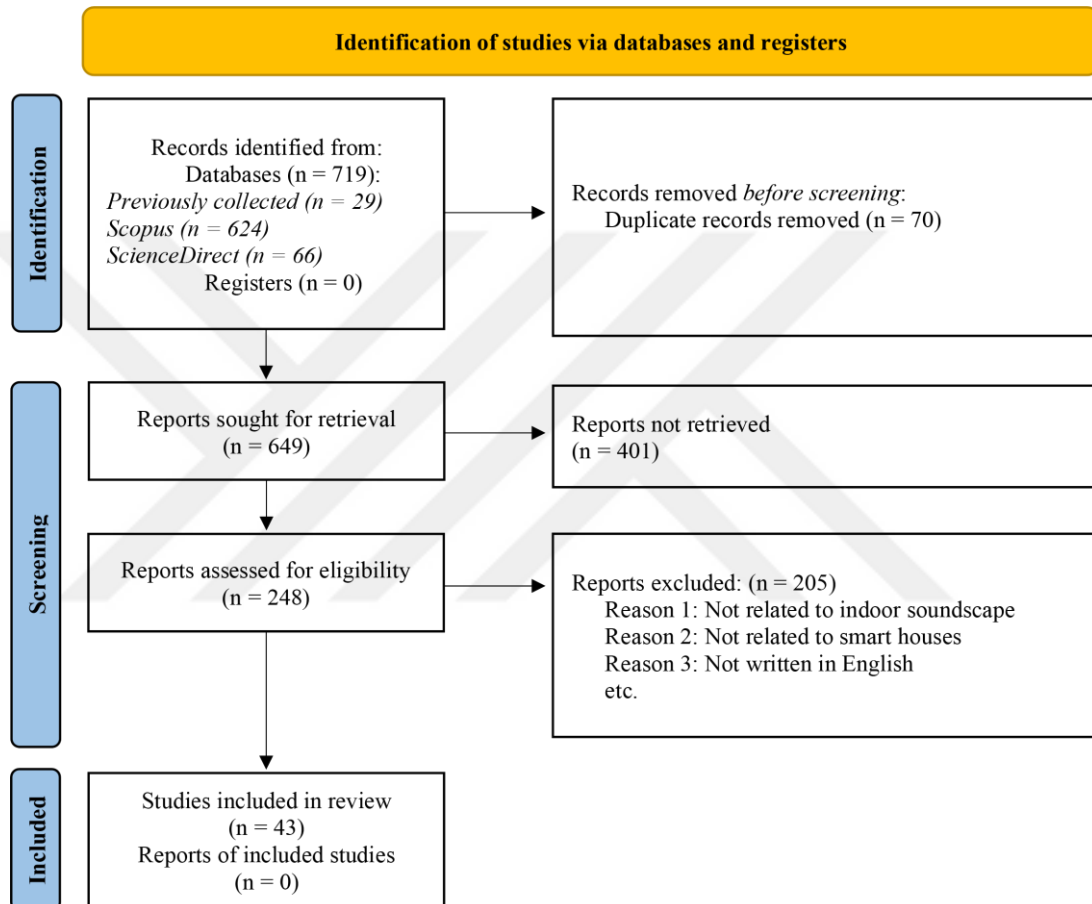 Identification of studies via databases and registers
Identification
Records identified from:
Databases (n = 719):
Previously collected (n = 29)
Scopus (n = 624)
ScienceDirect (n = 66)
Registers (n = 0)
Records removed before screening:
Duplicate records removed (n = 70)
Screening
Reports sought for retrieval
(n = 649)
Reports not retrieved
(n = 401)
Reports assessed for eligibility
(n = 248)
Reports excluded: (n = 205)
Reason 1: Not related to indoor soundscape
Reason 2: Not related to smart houses
Reason 3: Not written in English
etc.
Included
Studies included in review
(n = 43)
Reports of included studies
(n = 0)